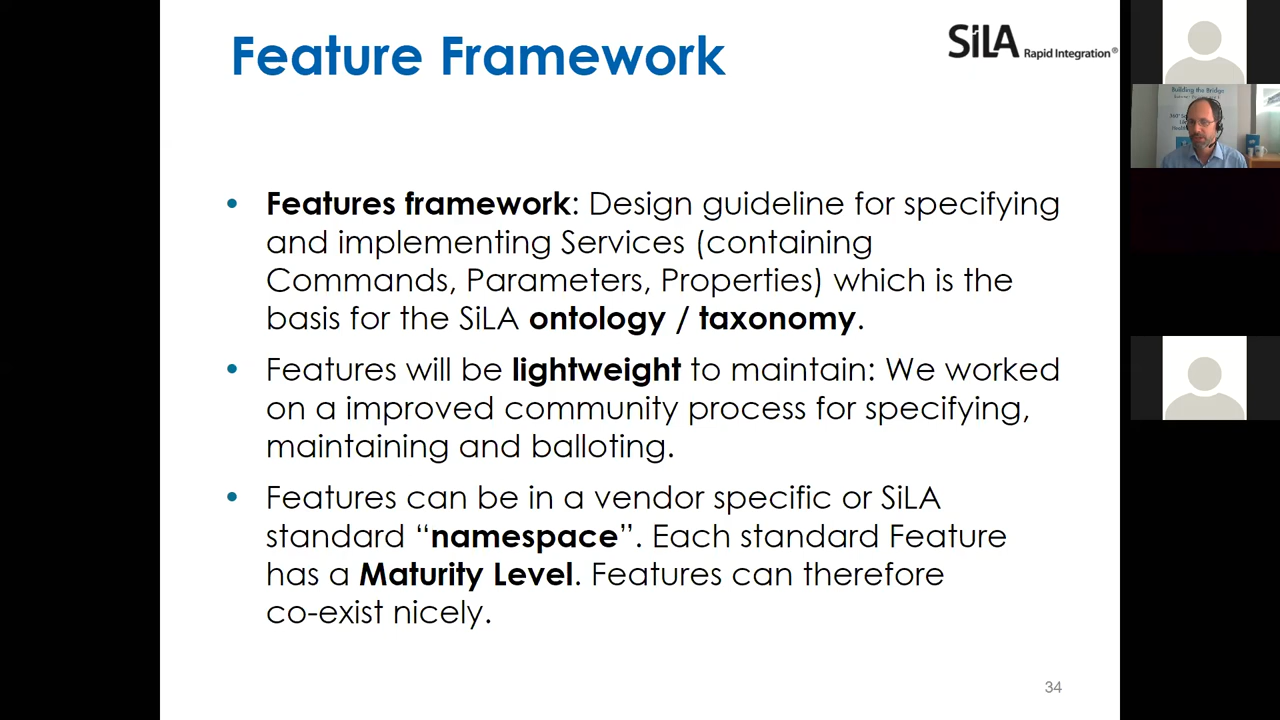 Feature Framework
SiLA Rapid Integration®
• Features framework: Design guideline for specifying
and implementing Services (containing
Commands, Parameters, Properties) which is the
basis for the SiLA ontology / taxonomy.
• Features will be lightweight to maintain: We worked
on a improved community process for specifying,
maintaining and balloting.
• Features can be in a vendor specific or SiLA
standard “namespace”. Each standard Feature
has a Maturity Level. Features can therefore
co-exist nicely.
34
Building the Bridge